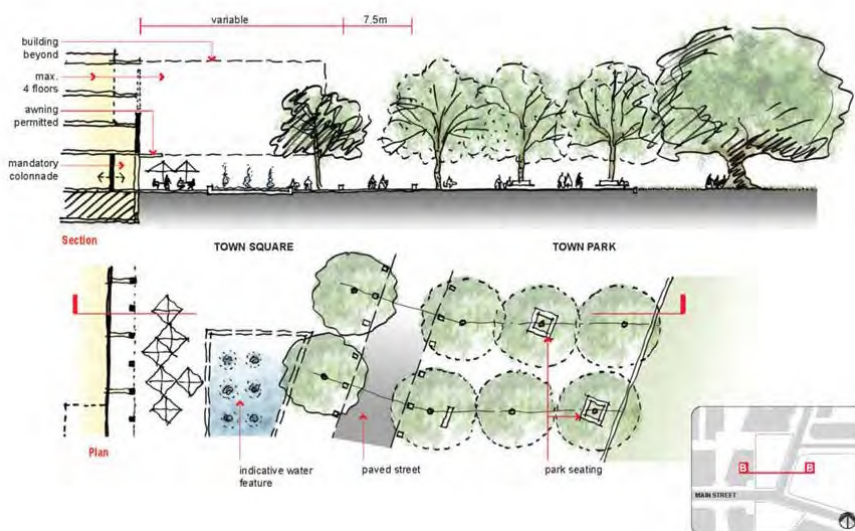 variable
7.5m
building
beyond
max.
4 floors
awning
permitted
mandatory
colonnade
Section
TOWN SQUARE
TOWN PARK
Plan
indicative water
feature
paved street
park seating
B
B
MAIN STREET